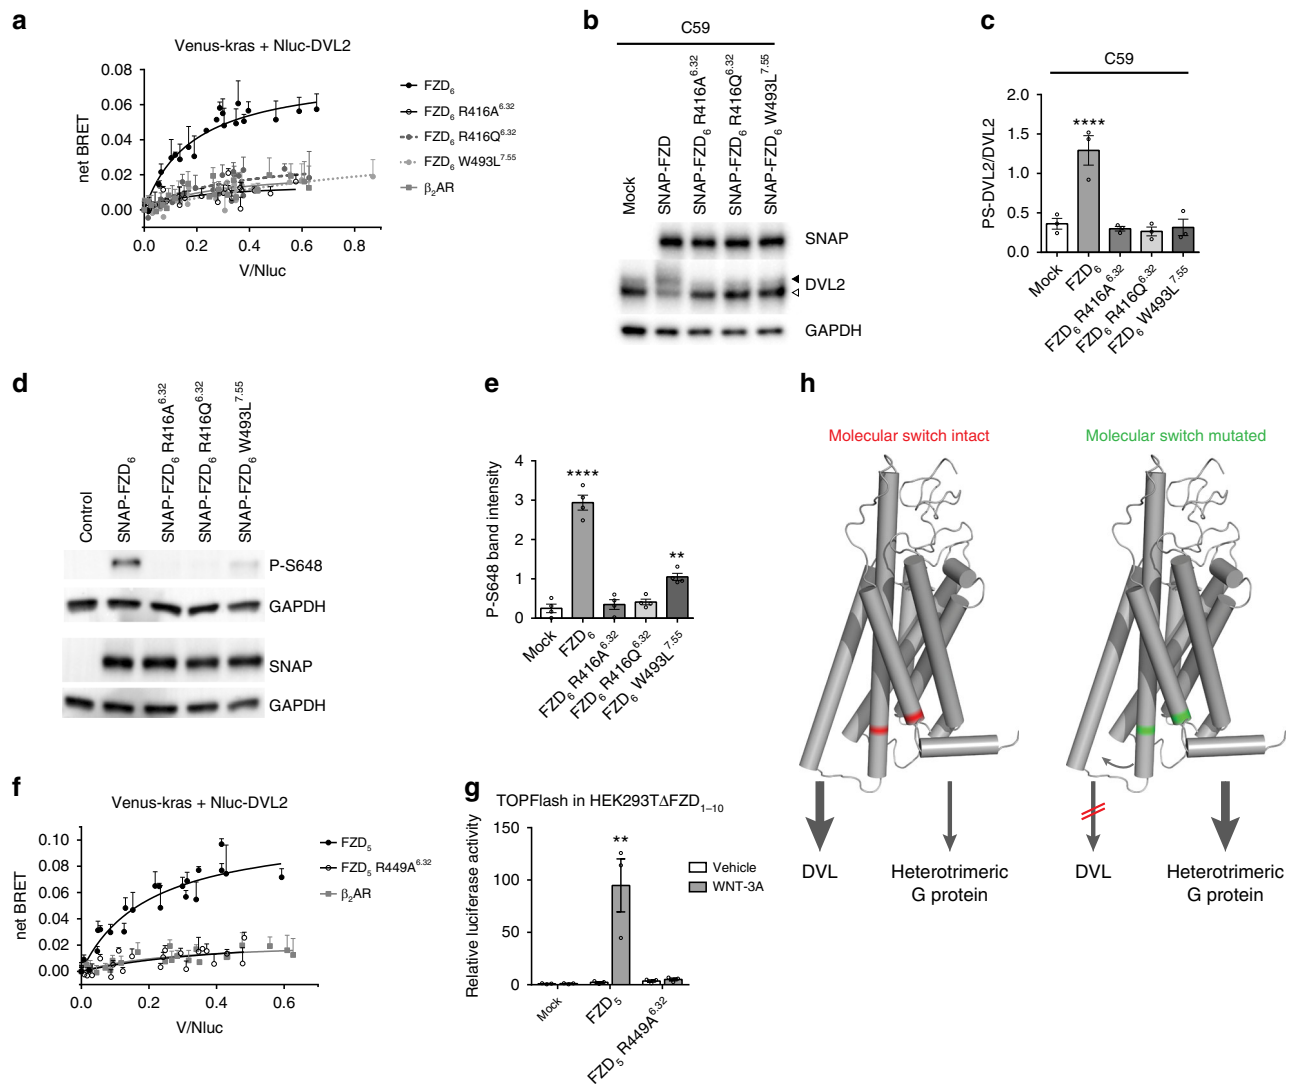 a
Venus-kras + Nluc-DVL2
net BRET
0.08
0.06
0.04
0.02
0.00
0.0 0.2 0.4 0.6 0.8
V/Nluc
FZD6
FZD6 R416A6.32
FZD6 R416Q6.32
FZD6 W493L7.55
β2AR
b
C59
Mock
SNAP-FZD
SNAP-FZD6 R416A6.32
SNAP-FZD6 R416Q6.32
SNAP-FZD6 W493L7.55
SNAP
DVL2
GAPDH
c
C59
PS-DVL2/DVL2
2.0
1.5
1.0
0.5
0.0
****
Mock
FZD6
FZD6 R416A6.32
FZD6 R416Q6.32
FZD6 W493L7.55
d
Control
SNAP-FZD6
SNAP-FZD6 R416A6.32
SNAP-FZD6 R416Q6.32
SNAP-FZD6 W493L7.55
P-S648
GAPDH
SNAP
GAPDH
e
P-S648 band intensity
4
3
2
1
0
****
**
Mock
FZD6
FZD6 R416A6.32
FZD6 R416Q6.32
FZD6 W493L7.55
f
Venus-kras + Nluc-DVL2
net BRET
0.10
0.08
0.06
0.04
0.02
0.00
0.0 0.2 0.4 0.6
V/Nluc
FZD5
FZD5 R449A6.32
β2AR
g
TOPFlash in HEK293TΔFZD1–10
Relative luciferase activity
150
100
50
0
**
Vehicle
WNT-3A
Mock
FZD5
FZD5 R449A6.32
h
Molecular switch intact
Molecular switch mutated
DVL
Heterotrimeric
G protein
DVL
Heterotrimeric
G protein